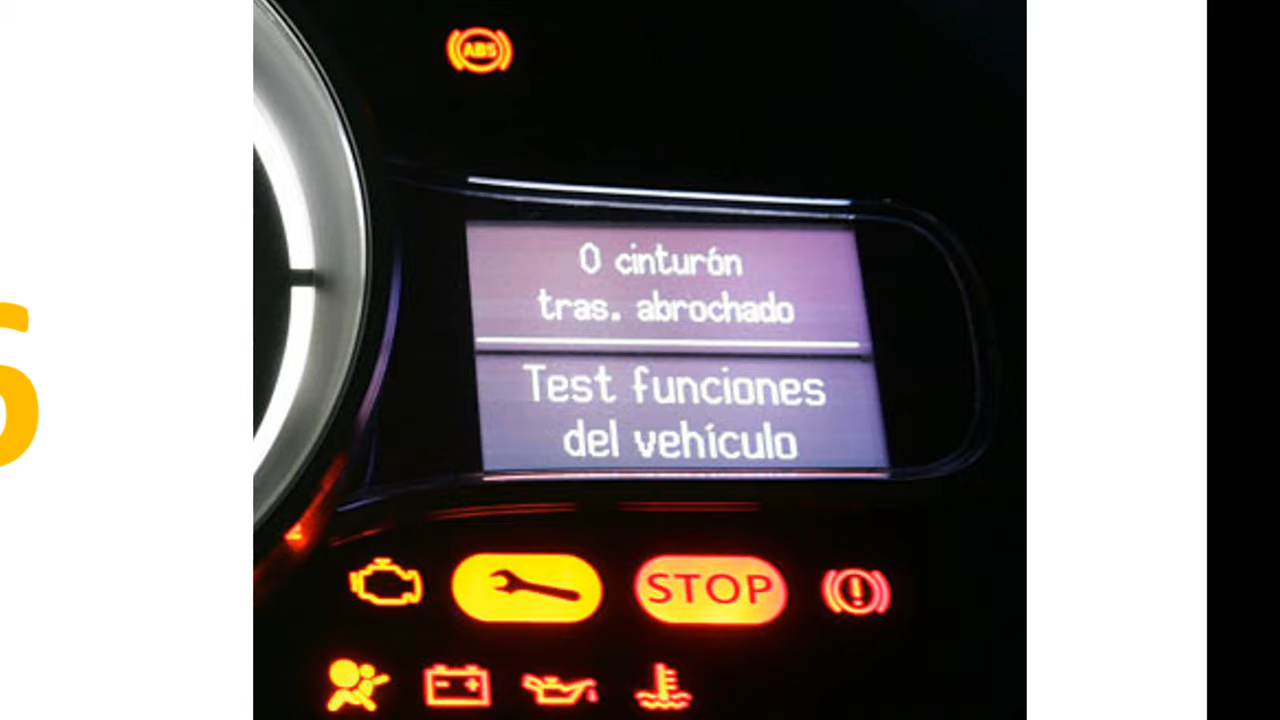 ABS
0 cinturón
tras. abrochado
Test funciones
del vehículo
STOP